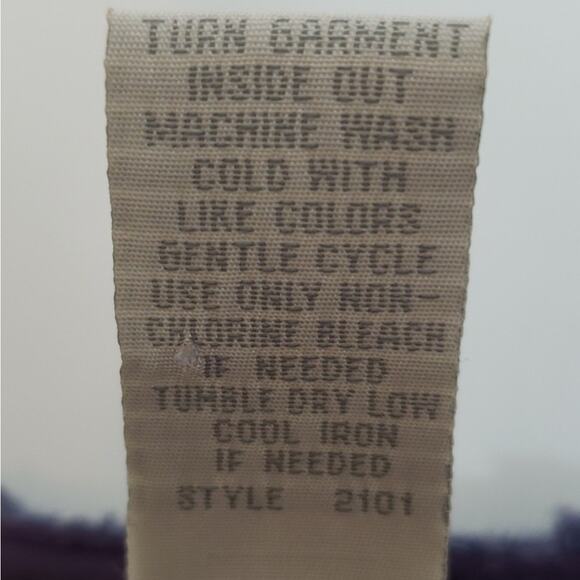 TURN GARMENT
INSIDE OUT
MACHINE WASH
COLD WITH
LIKE COLORS
GENTLE CYCLE
USE ONLY NON-
CHLORINE BLEACH
IF NEEDED
TUMBLE DRY LOW
COOL IRON
IF NEEDED
STYLE 2101